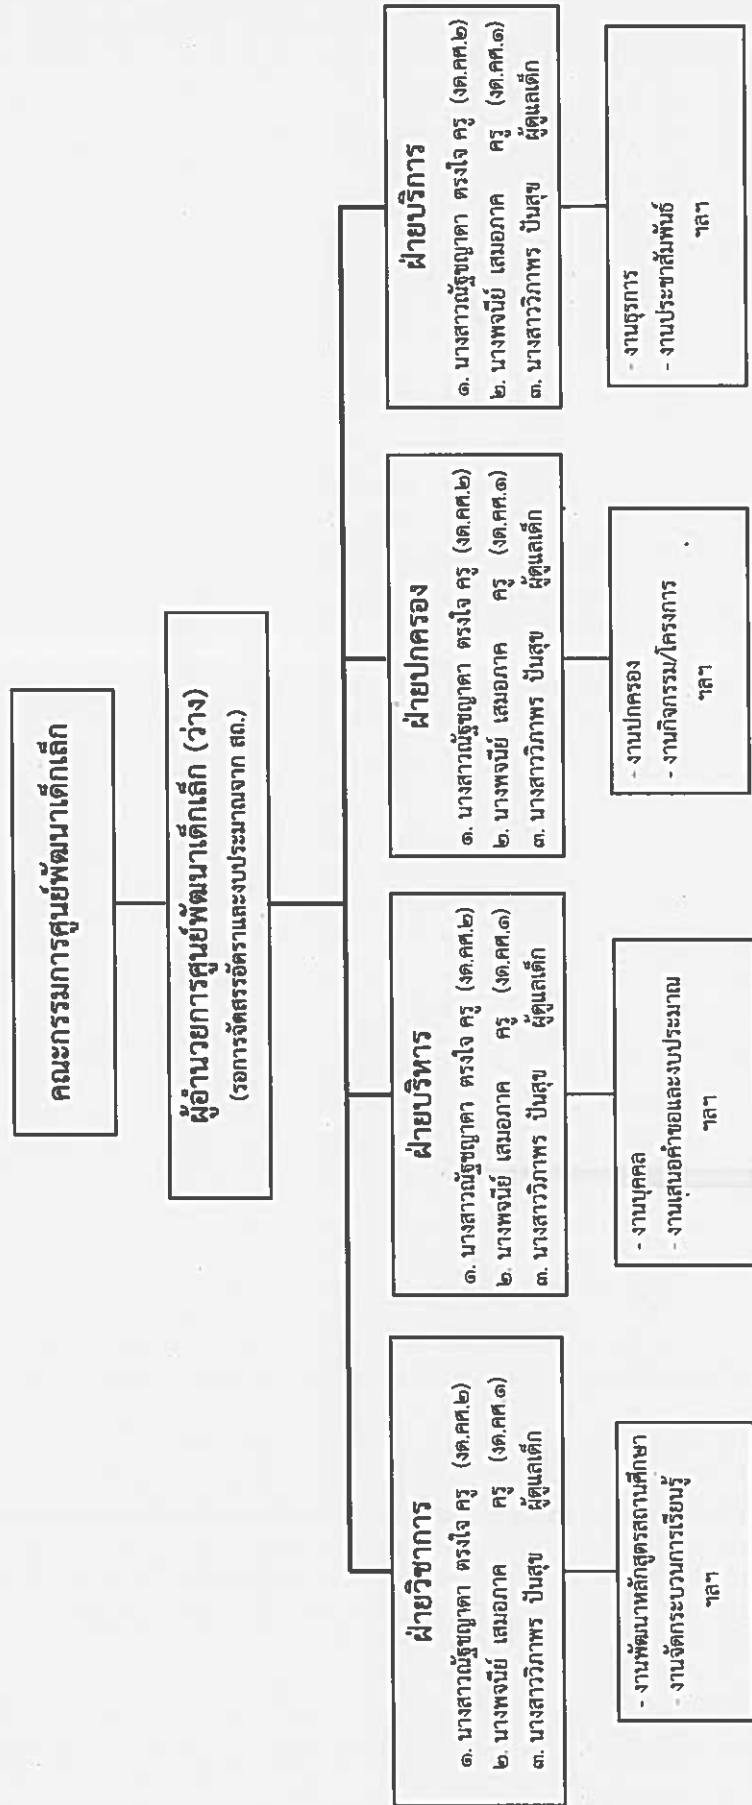 คณะกรรมการศูนย์พัฒนาเด็กเล็ก
ผู้อำนวยการศูนย์พัฒนาเด็กเล็ก (ว่าง)
(รอการจัดสรรอัตราและงบประมาณจาก สถ.)
ฝ่ายวิชาการ
๑. นางสาวณัฐชญาดา ตรงใจ ครู (งด.คศ.๒)
๒. นางพจนีย์ เสมอภาค ครู (งด.คศ.๑)
๓. นางสาววิภาพร ปันสุข ผู้ดูแลเด็ก
- งานพัฒนาหลักสูตรสถานศึกษา
- งานจัดกระบวนการเรียนรู้
ฯลฯ
ฝ่ายบริหาร
๑. นางสาวณัฐชญาดา ตรงใจ ครู (งด.คศ.๒)
๒. นางพจนีย์ เสมอภาค ครู (งด.คศ.๑)
๓. นางสาววิภาพร ปันสุข ผู้ดูแลเด็ก
- งานบุคคล
- งานเสนอคำขอและงบประมาณ
ฯลฯ
ฝ่ายปกครอง
๑. นางสาวณัฐชญาดา ตรงใจ ครู (งด.คศ.๒)
๒. นางพจนีย์ เสมอภาค ครู (งด.คศ.๑)
๓. นางสาววิภาพร ปันสุข ผู้ดูแลเด็ก
- งานปกครอง
- งานกิจกรรม/โครงการ
ฯลฯ
ฝ่ายบริการ
๑. นางสาวณัฐชญาดา ตรงใจ ครู (งด.คศ.๒)
๒. นางพจนีย์ เสมอภาค ครู (งด.คศ.๑)
๓. นางสาววิภาพร ปันสุข ผู้ดูแลเด็ก
- งานธุรการ
- งานประชาสัมพันธ์
ฯลฯ